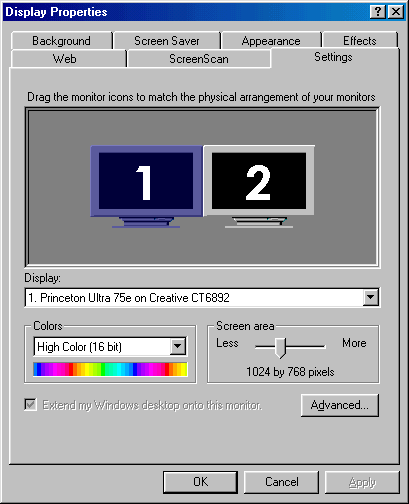 Display Properties
Background Screen Saver Appearance Effects
Web ScreenScan Settings
Drag the monitor icons to match the physical arrangement of your monitors
1 2
Display:
1. Princeton Ultra 75e on Creative CT6892
Colors
High Color (16 bit)
Screen area
Less More
1024 by 768 pixels
Extend my Windows desktop onto this monitor.
Advanced...
OK Cancel Apply